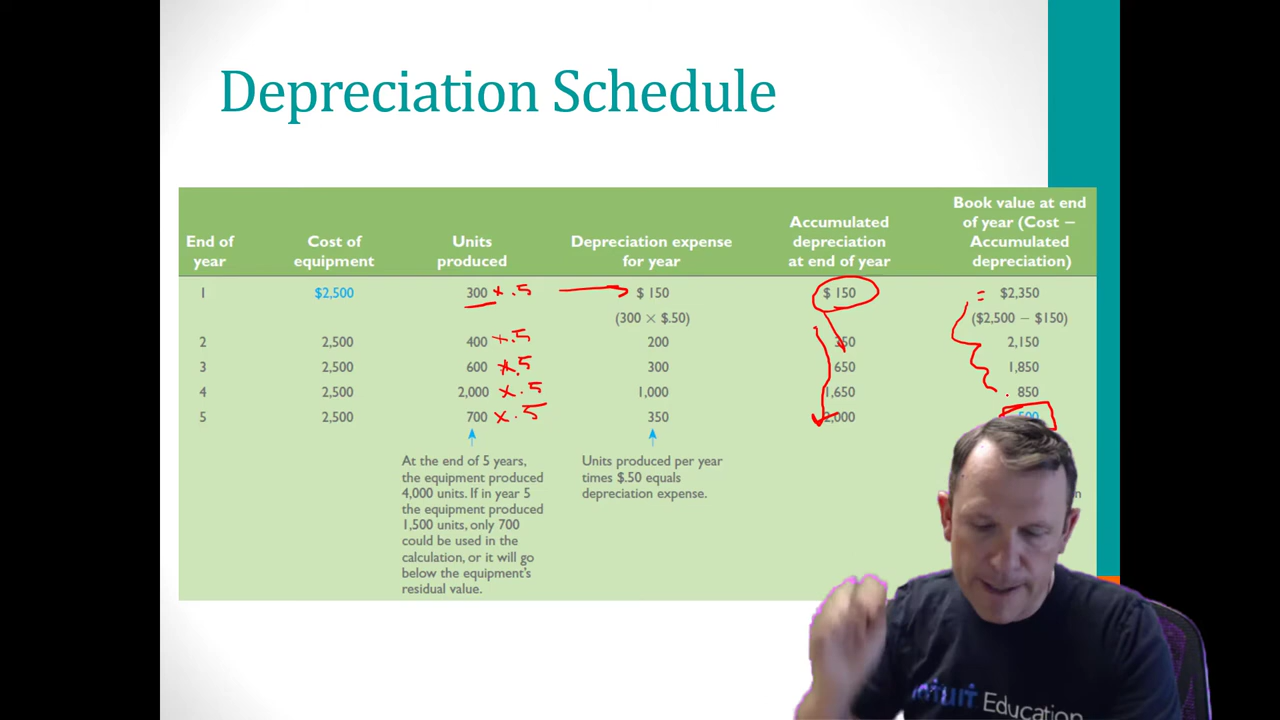 Depreciation Schedule
End of year
Cost of equipment
Units produced
Depreciation expense for year
Accumulated depreciation at end of year
Book value at end of year (Cost − Accumulated depreciation)
1 $2,500 300 × .5 $ 150 $ 150 = $2,350
(300 × $.50) ($2,500 − $150)
2 2,500 400 × .5 200 350 2,150
3 2,500 600 × .5 300 650 1,850
4 2,500 2,000 × .5 1,000 1,650 850
5 2,500 700 × .5 350 2,000 500
At the end of 5 years,
the equipment produced
4,000 units. If in year 5
the equipment produced
1,500 units, only 700
could be used in the
calculation, or it will go
below the equipment's
residual value.
Units produced per year
times $.50 equals
depreciation expense.
intuit Education